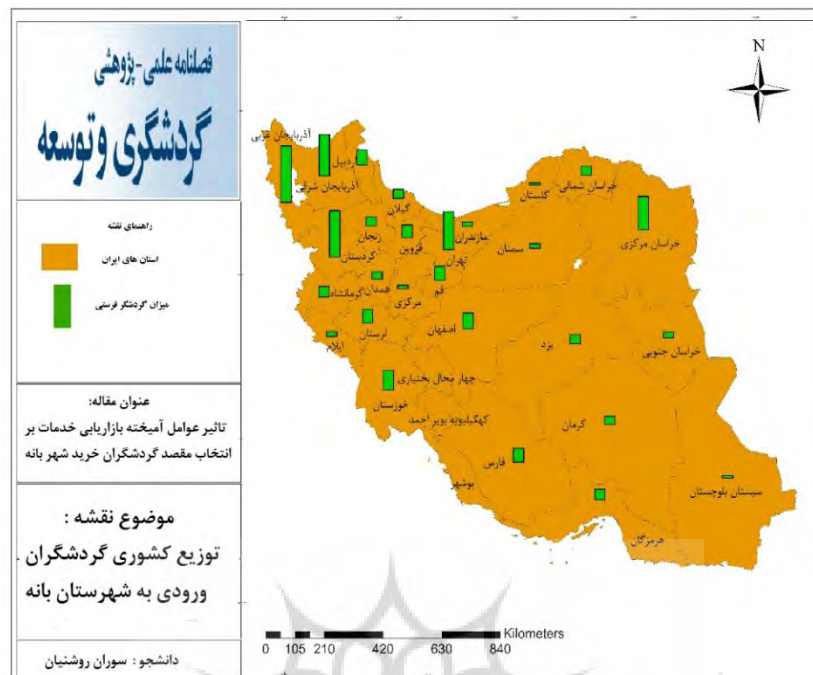 فصلنامه علمی-پژوهشی
گردشگری و توسعه
راهنمای نقشه
استان های ایران
میزان گردشگر فرستی
عنوان مقاله:
تاثیر عوامل آمیخته بازاریابی خدمات بر
انتخاب مقصد گردشگران خرید شهر بانه
موضوع نقشه :
توزیع کشوری گردشگران
ورودی به شهرستان بانه
دانشجو : سوران روشنیان
N
آذربایجان غربی
اردبیل
آذربایجان شرقی
گیلان
گلستان
خراسان شمالی
زنجان
قزوین
مازندران
تهران
خراسان مرکزی
کردستان
سمنان
همدان
قم
کرمانشاه
مرکزی
لرستان
اصفهان
ایلام
یزد
خراسان جنوبی
چهار محال بختیاری
خوزستان
کهگیلویه بویر احمد
کرمان
فارس
بوشهر
سیستان بلوچستان
هرمزگان
Kilometers
0 105 210 420 630 840